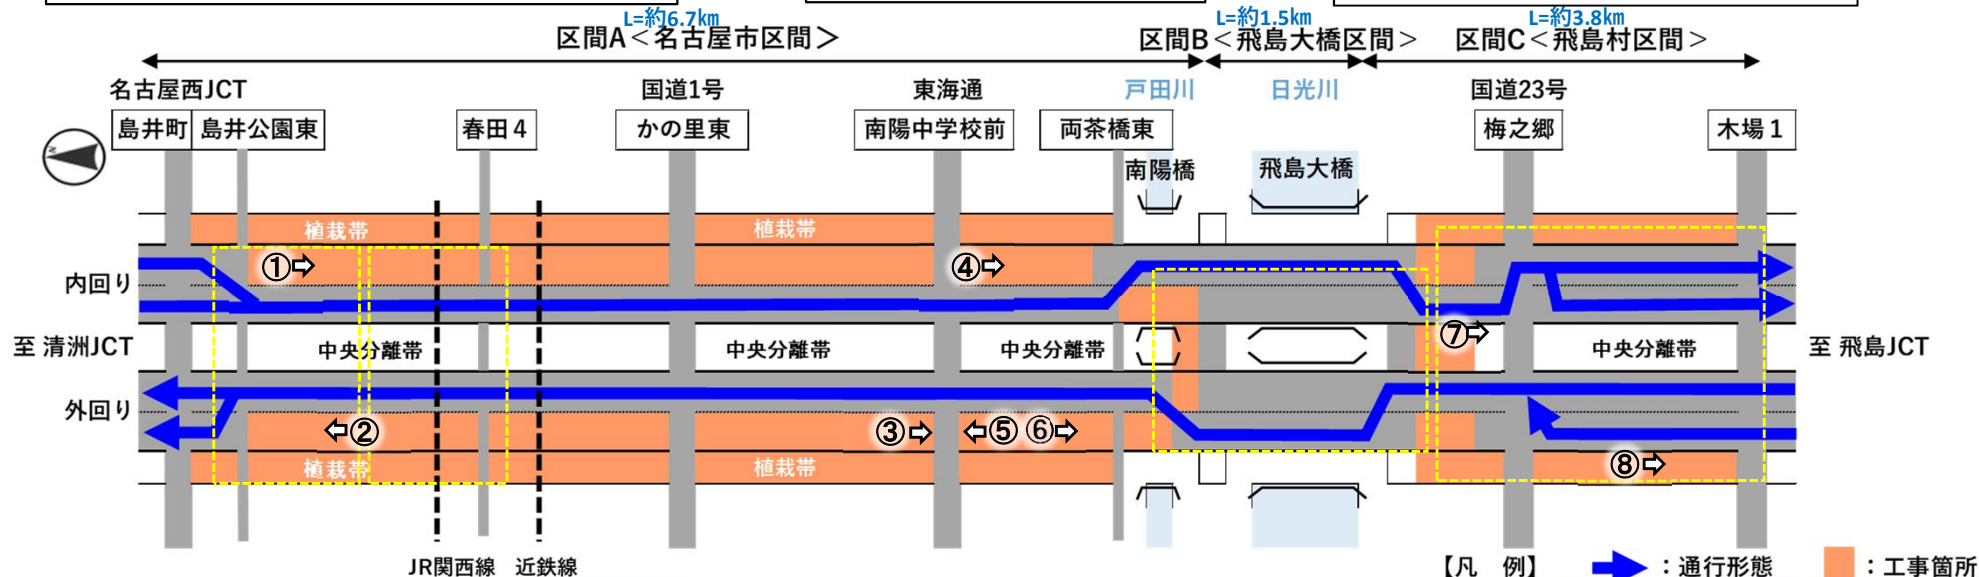 L=約6.7㎞
L=約1.5㎞
L=約3.8㎞
区間A＜名古屋市区間＞
区間B＜飛島大橋区間＞
区間C＜飛島村区間＞
名古屋西JCT
国道1号
東海通
戸田川
日光川
国道23号
島井町
島井公園東
春田４
かの里東
南陽中学校前
両茶橋東
梅之郷
木場１
N
南陽橋
飛島大橋
植栽帯
植栽帯
内回り
①⇨
④⇨
至 清洲JCT
中央分離帯
中央分離帯
中央分離帯
⑦⇨
中央分離帯
至 飛島JCT
外回り
⇦②
③⇨
⇦⑤ ⑥⇨
植栽帯
植栽帯
⑧⇨
JR関西線
近鉄線
【凡　例】
：通行形態
：工事箇所